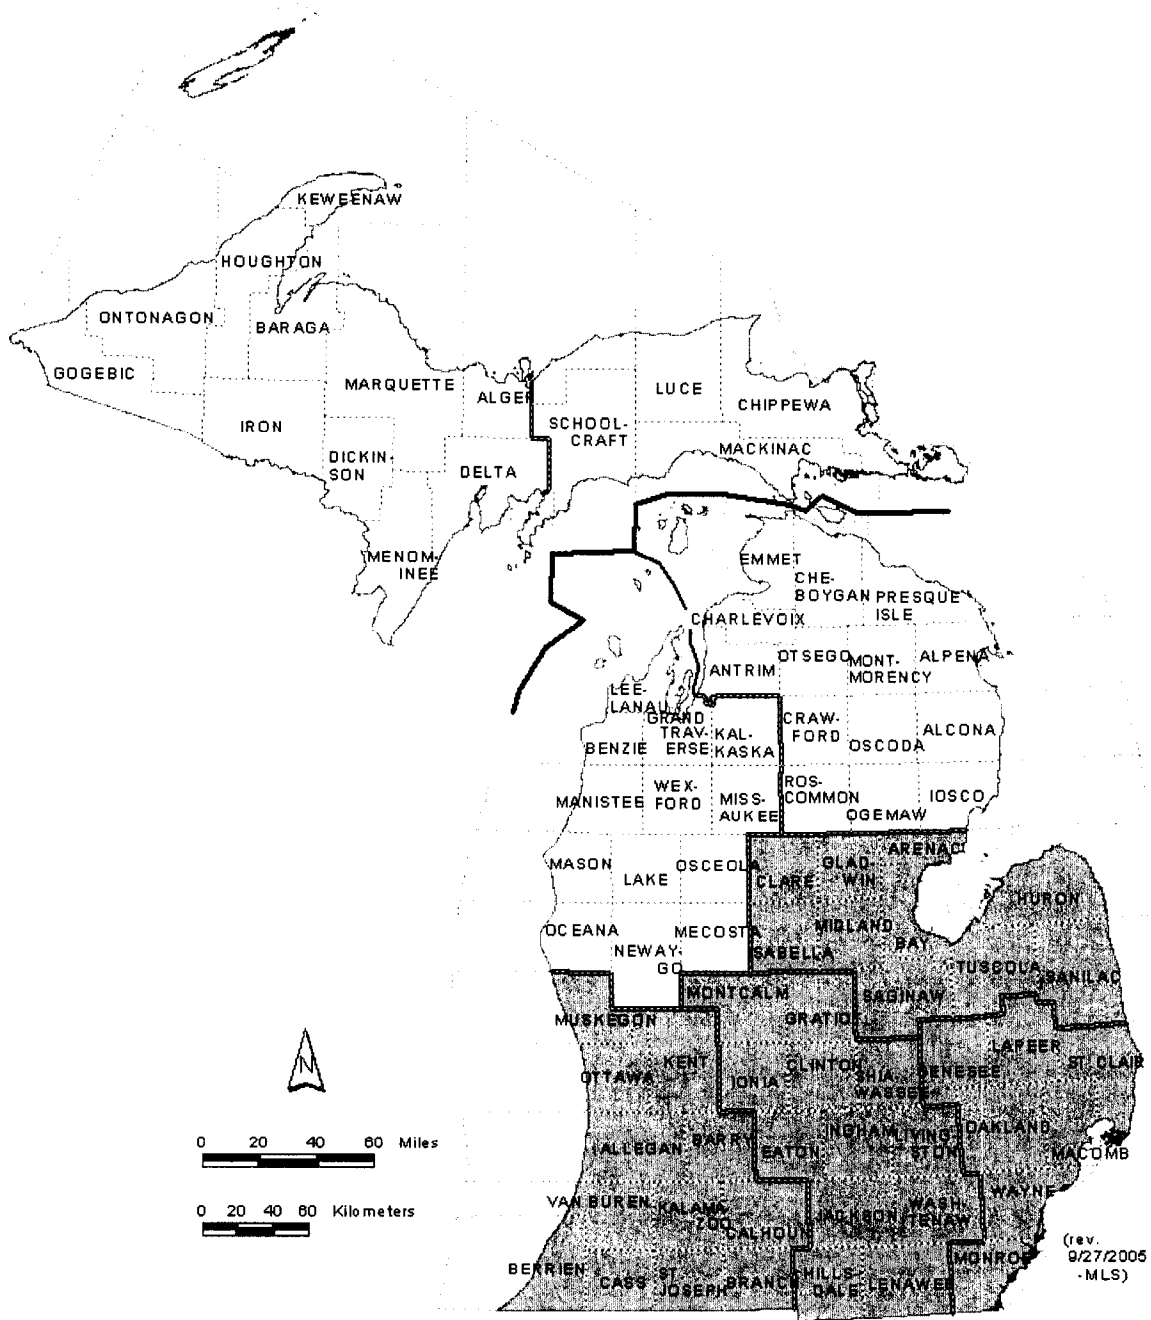 KEWEENAW
HOUGHTON
ONTONAGON
BARAGA
GOGEBIC
MARQUETTE
ALGER
LUCE
CHIPPEWA
IRON
SCHOOL-
CRAFT
DICKIN-
SON
DELTA
MACKINAC
MENOM-
INEE
EMMET
CHE-
BOYGAN
PRESQUE
ISLE
CHARLEVOIX
ANTRIM
OTSEGO
MONT-
MORENCY
ALPENA
LEE-
LANAU
GRAND
TRAV-
ERSE
BENZIE
KAL-
KASKA
CRAW-
FORD
OSCODA
ALCONA
MANISTEE
WEX-
FORD
MISS-
AUKEE
ROS-
COMMON
OGEMAW
IOSCO
MASON
LAKE
OSCEOLA
CLARE
GLAD-
WIN
ARENAC
HURON
OCEANA
NEWAY-
GO
MECOSTA
ISABELLA
MIDLAND
BAY
TUSCOLA
SANILAC
MUSKEGON
MONTCALM
GRATIOT
SAGINAW
OTTAWA
KENT
IONIA
CLINTON
SHIA
WASSEE
GENESEE
LAPEER
ST CLAIR
ALLEGAN
BARRY
EATON
INGHAM
LIVING
STON
OAKLAND
MACOMB
VAN BUREN
KALAMA-
ZOO
CALHOUN
JACKSON
WASH
TENAW
WAYNE
BERRIEN
CASS
ST
JOSEPH
BRANCH
HILLS
DALE
LENAWEE
MONROE
N
0 20 40 60 Miles
0 20 40 60 Kilometers
(rev.
9/27/2005
-MLS)